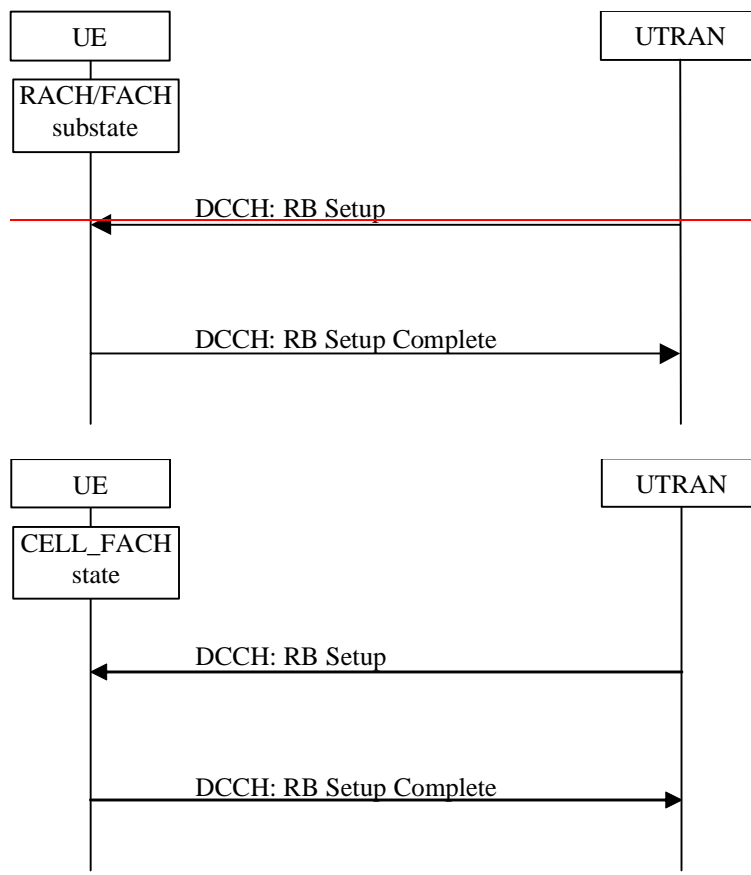 UE
UTRAN
RACH/FACH
substate
DCCH: RB Setup
DCCH: RB Setup Complete
UE
UTRAN
CELL_FACH
state
DCCH: RB Setup
DCCH: RB Setup Complete